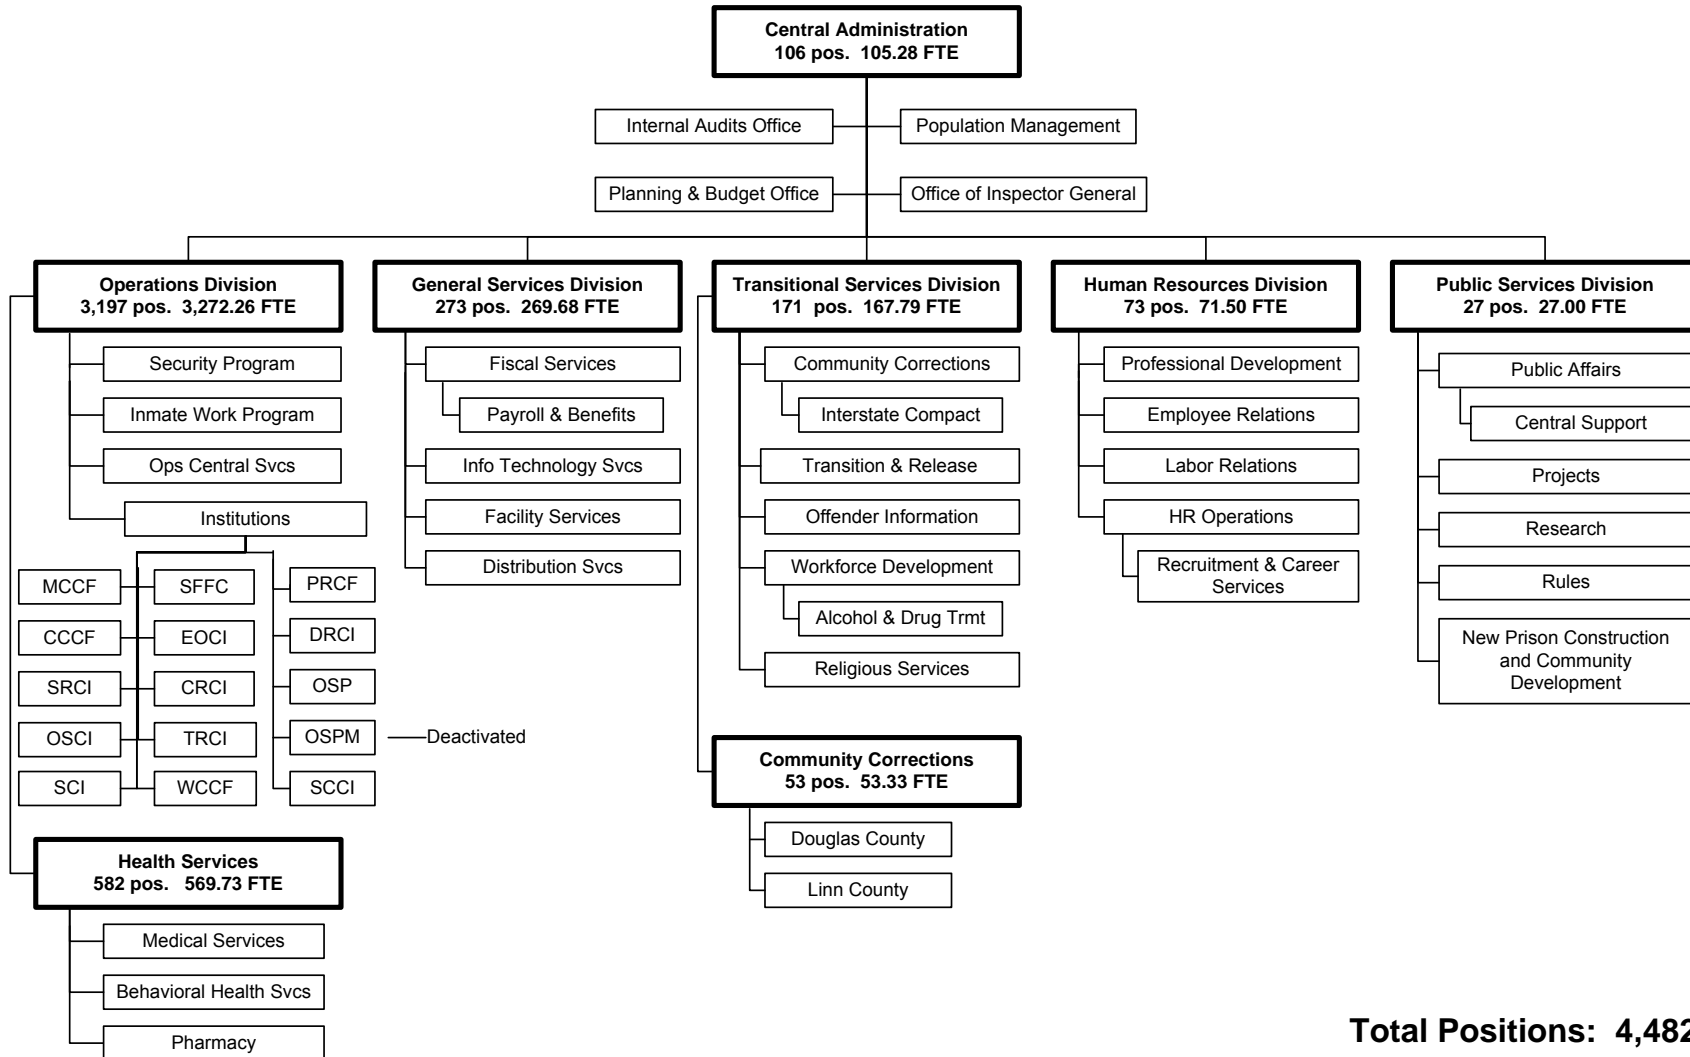 Central Administration
106 pos.  105.28 FTE
Internal Audits Office
Population Management
Planning & Budget Office
Office of Inspector General
Operations Division
3,197 pos.  3,272.26 FTE
Security Program
Inmate Work Program
Ops Central Svcs
Institutions
MCCF
SFFC
PRCF
CCCF
EOCI
DRCI
SRCI
CRCI
OSP
OSCI
TRCI
OSPM
Deactivated
SCI
WCCF
SCCI
Health Services
582 pos.   569.73 FTE
Medical Services
Behavioral Health Svcs
Pharmacy
General Services Division
273 pos.  269.68 FTE
Fiscal Services
Payroll & Benefits
Info Technology Svcs
Facility Services
Distribution Svcs
Transitional Services Division
171  pos.  167.79 FTE
Community Corrections
Interstate Compact
Transition & Release
Offender Information
Workforce Development
Alcohol & Drug Trmt
Religious Services
Community Corrections
53 pos.  53.33 FTE
Douglas County
Linn County
Human Resources Division
73 pos.  71.50 FTE
Professional Development
Employee Relations
Labor Relations
HR Operations
Recruitment & Career
Services
Public Services Division
27 pos.  27.00 FTE
Public Affairs
Central Support
Projects
Research
Rules
New Prison Construction
and Community
Development
Total Positions:  4,482